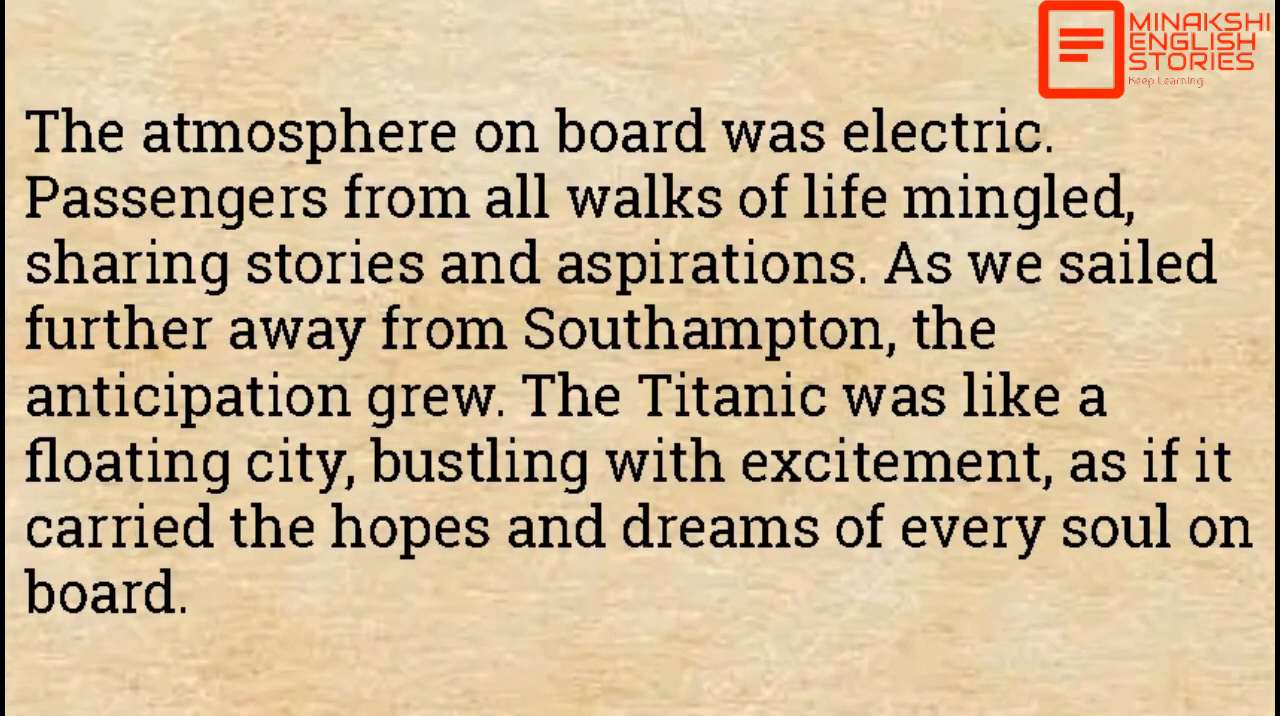 MINAKSHI
ENGLISH
STORIES
Keep Learning
The atmosphere on board was electric.
Passengers from all walks of life mingled,
sharing stories and aspirations. As we sailed
further away from Southampton, the
anticipation grew. The Titanic was like a
floating city, bustling with excitement, as if it
carried the hopes and dreams of every soul on
board.